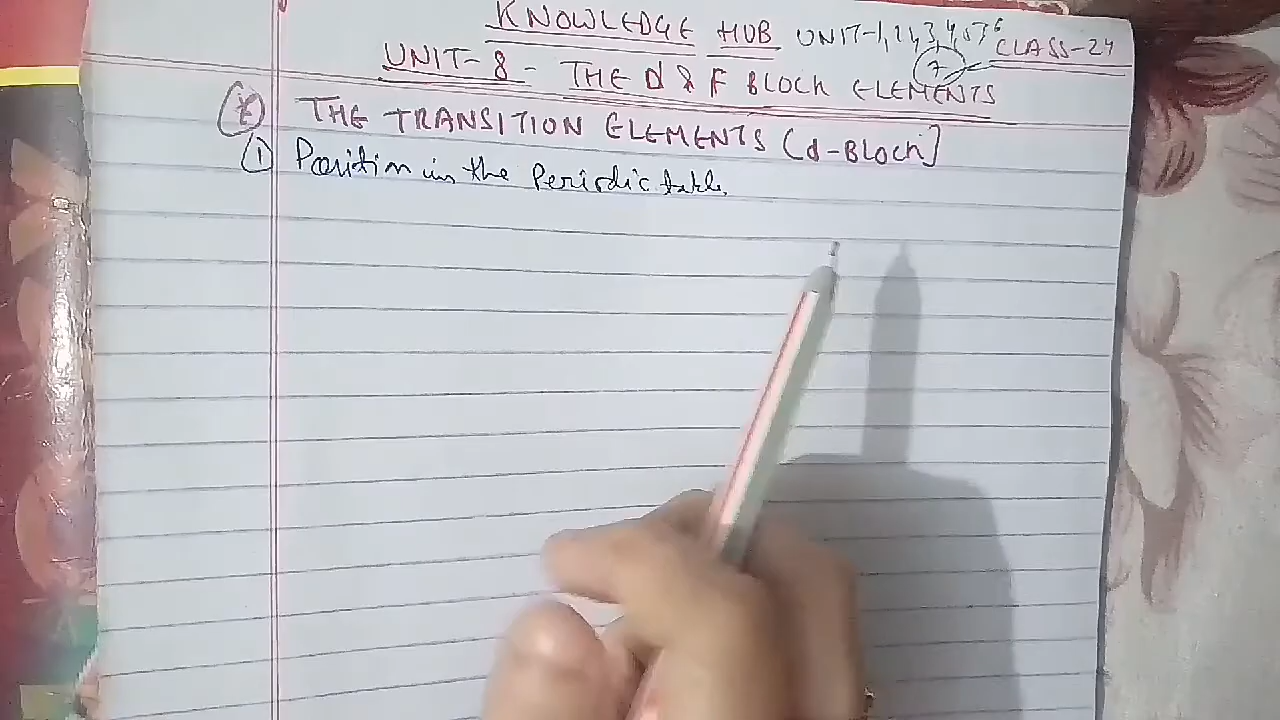 KNOWLEDGE HUB UNIT-1, 2, 3, 4, 5, 6 CLASS-24
7
UNIT-8 - THE D & F BLOCK ELEMENTS
THE TRANSITION ELEMENTS (d-BLOCK]
① Position in the Periodic table.